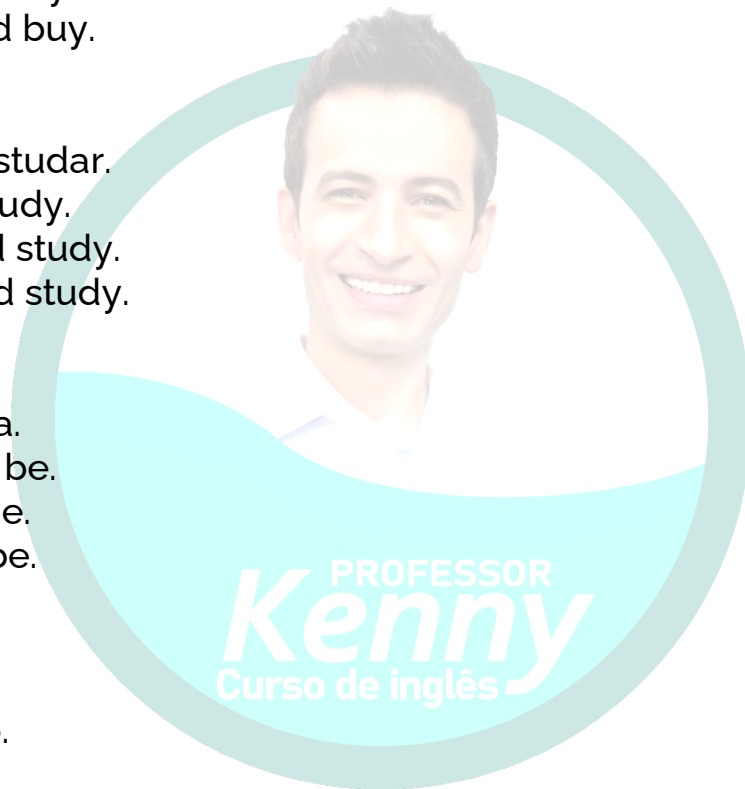 d buy.
studar.
udy.
d study.
d study.
a.
be.
e.
be.
PROFESSOR
Kenny
Curso de inglês